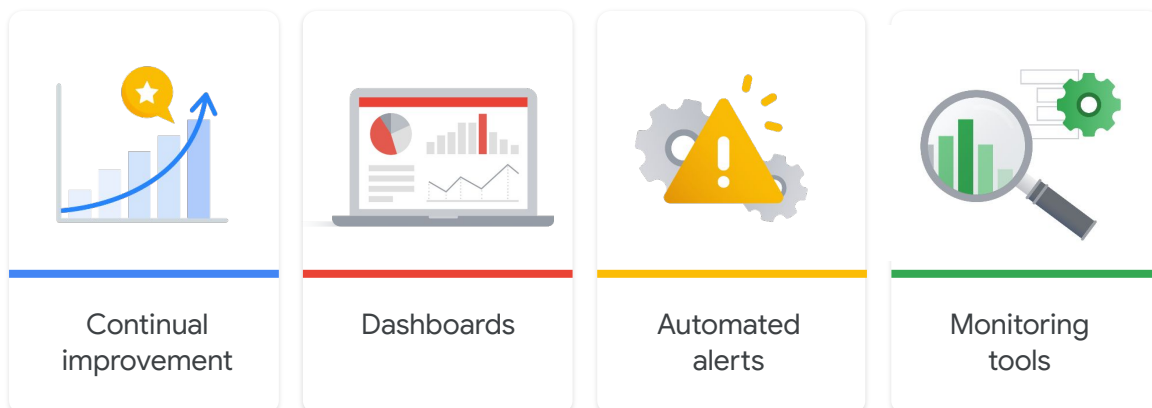 Continual
improvement
Dashboards
Automated
alerts
Monitoring
tools